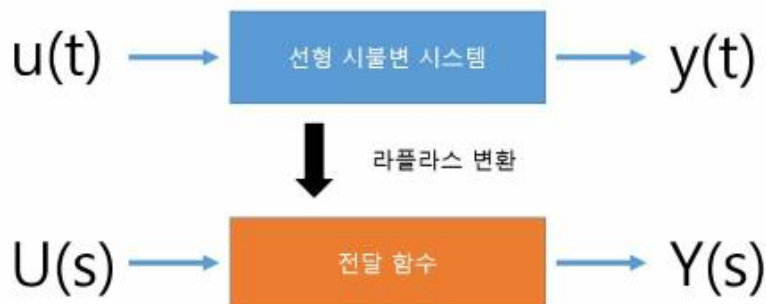 u(t) 선형 시불변 시스템 y(t)
라플라스 변환
U(s) 전달 함수 Y(s)